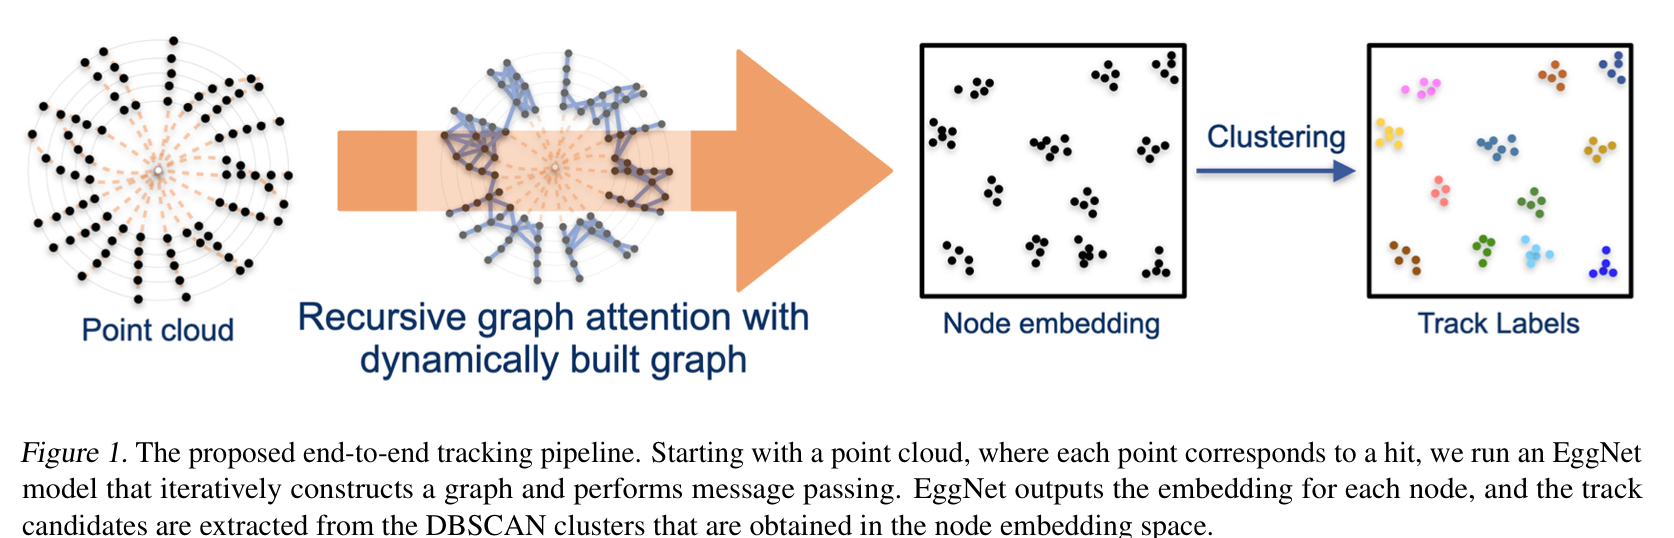 Point cloud
Recursive graph attention with
dynamically built graph
Node embedding
Clustering
Track Labels
Figure 1. The proposed end-to-end tracking pipeline. Starting with a point cloud, where each point corresponds to a hit, we run an EggNet
model that iteratively constructs a graph and performs message passing. EggNet outputs the embedding for each node, and the track
candidates are extracted from the DBSCAN clusters that are obtained in the node embedding space.